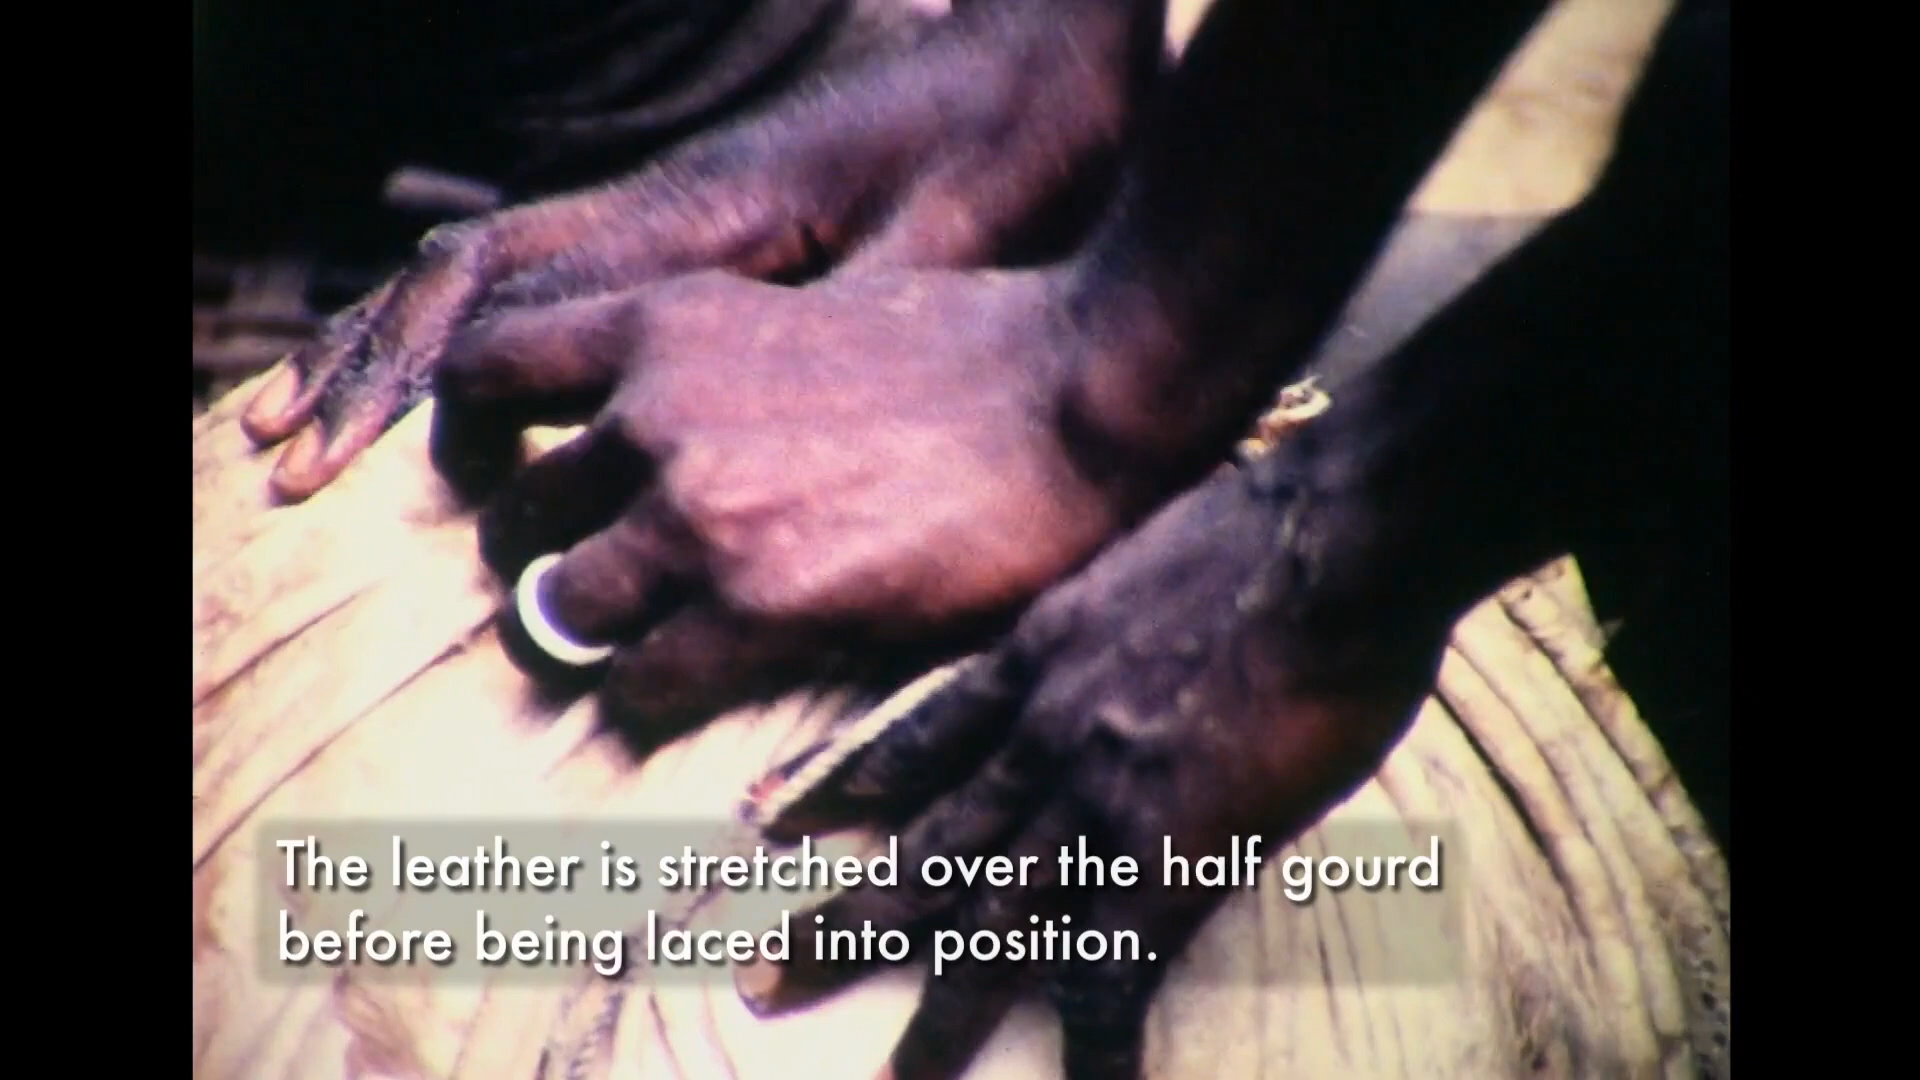 The leather is stretched over the half gourd
before being laced into position.